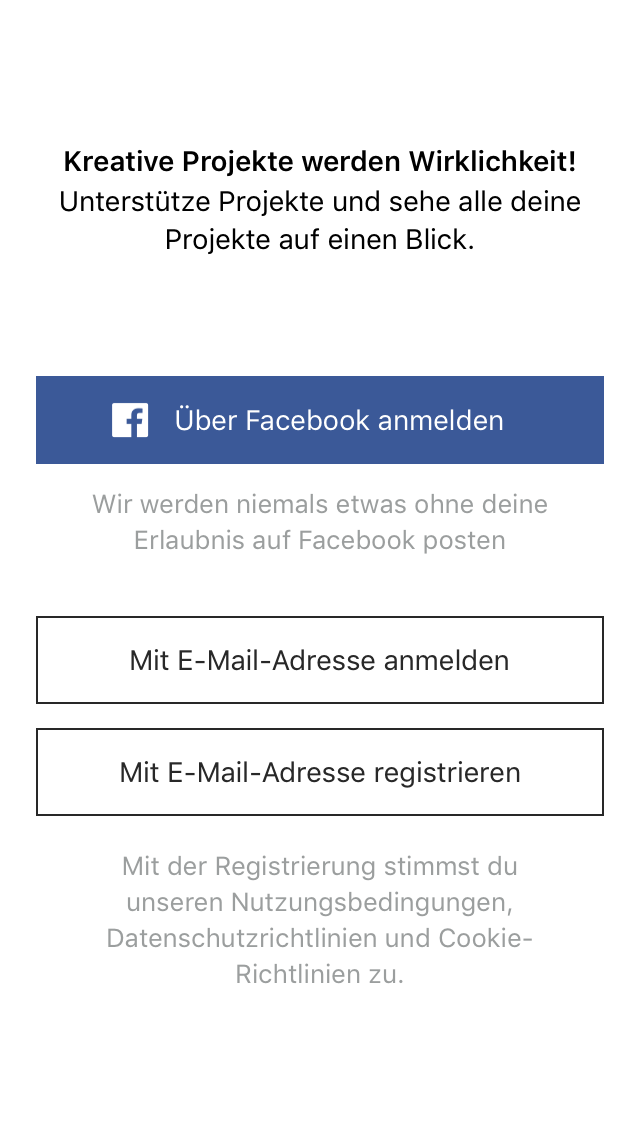 Kreative Projekte werden Wirklichkeit!
Unterstütze Projekte und sehe alle deine
Projekte auf einen Blick.
Über Facebook anmelden
Wir werden niemals etwas ohne deine
Erlaubnis auf Facebook posten
Mit E-Mail-Adresse anmelden
Mit E-Mail-Adresse registrieren
Mit der Registrierung stimmst du
unseren Nutzungsbedingungen,
Datenschutzrichtlinien und Cookie-
Richtlinien zu.